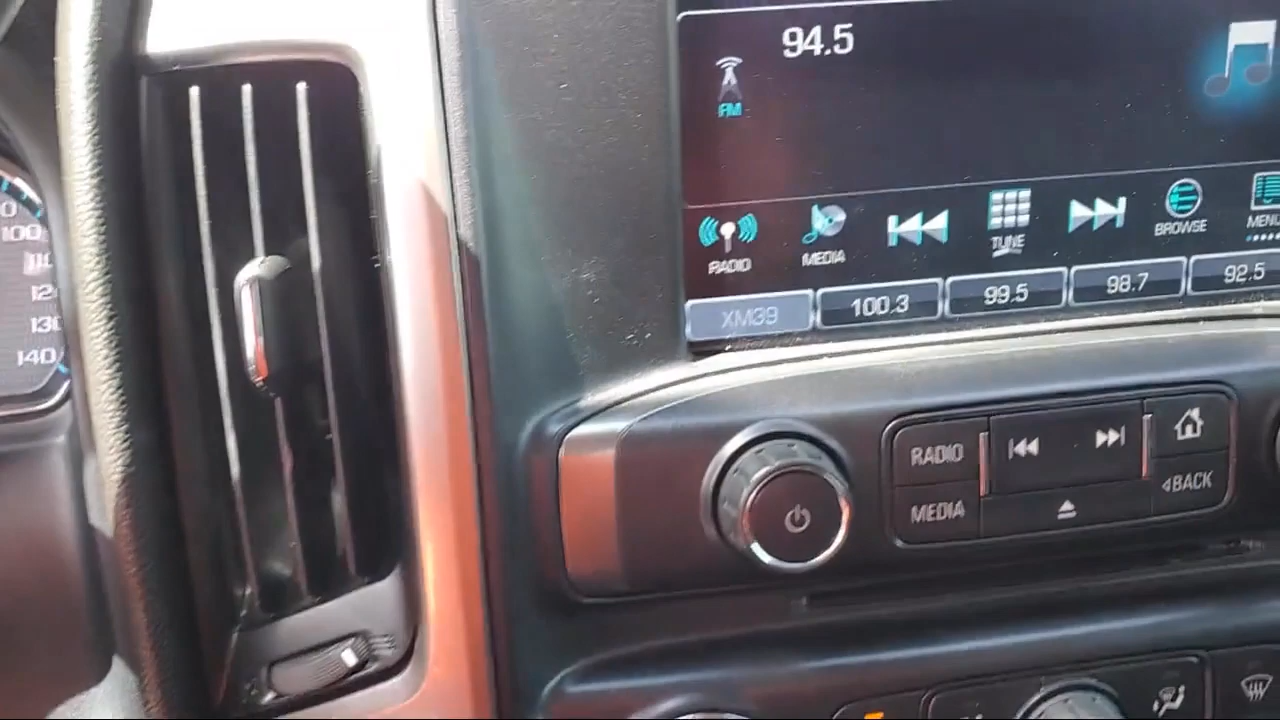 94.5
FM
RADIO
MEDIA
TUNE
BROWSE
MENU
XM39
100.3
99.5
98.7
92.5
RADIO
MEDIA
BACK
100
110
120
130
140